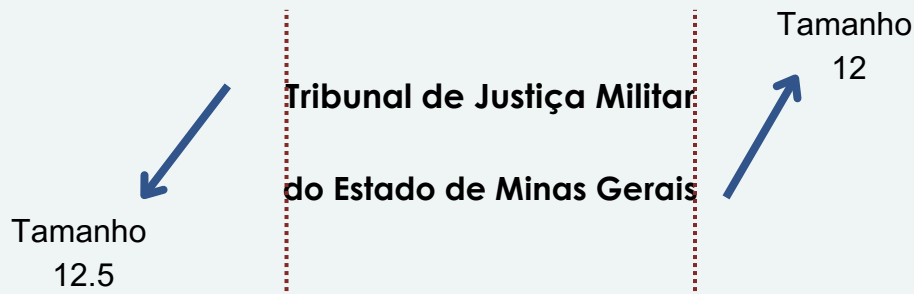 Tamanho
12
Tribunal de Justiça Militar
do Estado de Minas Gerais
Tamanho
12.5